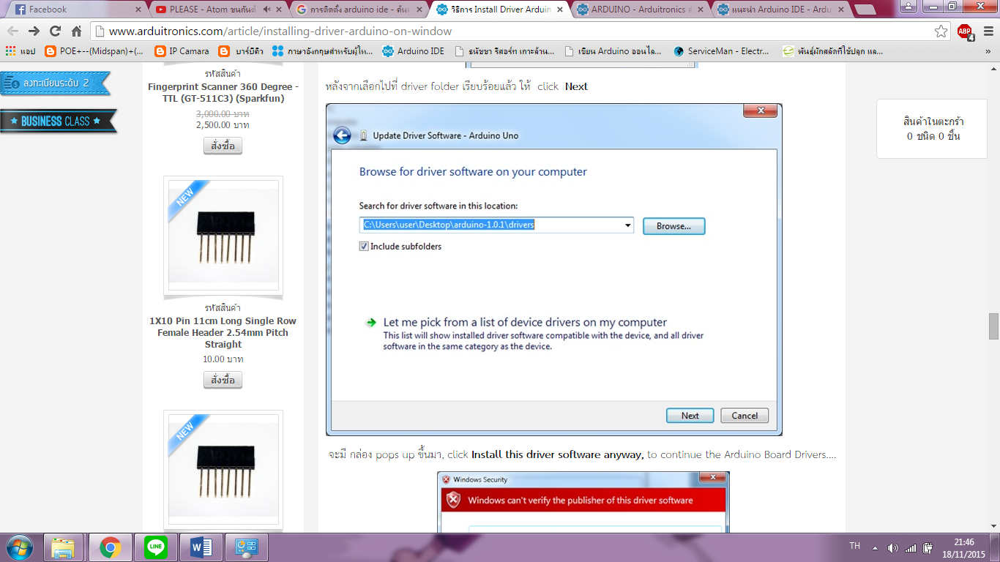 Facebook
PLEASE - Atom ชนกันต์
การติดตั้ง arduino ide - ค้นห
วิธีการ Install Driver Arduin
ARDUINO - Arduitronics ศ
แนะนำ Arduino IDE - Ardu
www.arduitronics.com/article/installing-driver-arduino-on-window
ABP
4
แอป
POE+--(Midspan)+(...
IP Camara
บาร์บีคิว
ภาษาอังกฤษสำหรับผู้ให...
Arduino IDE
ธนัชชา รีสอร์ท เกาะล้าน...
เขียน Arduino ออนไล...
ServiceMan - Electr...
พันธุ์ผักสลัดที่ใช้ปลูก แล...
»
ลงทะเบียนระดับ 2
BUSINESS CLASS
รหัสสินค้า
Fingerprint Scanner 360 Degree -
TTL (GT-511C3) (Sparkfun)
3,000.00 บาท
2,500.00 บาท
สั่งซื้อ
NEW
รหัสสินค้า
1X10 Pin 11cm Long Single Row
Female Header 2.54mm Pitch
Straight
10.00 บาท
สั่งซื้อ
NEW
หลังจากเลือกไปที่ driver folder เรียบร้อยแล้ว ให้ click Next
Update Driver Software - Arduino Uno
Browse for driver software on your computer
Search for driver software in this location:
C:\Users\user\Desktop\arduino-1.0.1\drivers
Browse...
Include subfolders
Let me pick from a list of device drivers on my computer
This list will show installed driver software compatible with the device, and all driver
software in the same category as the device.
Next
Cancel
จะมี กล่อง pops up ขึ้นมา, click Install this driver software anyway, to continue the Arduino Board Drivers....
Windows Security
Windows can't verify the publisher of this driver software
สินค้าในตะกร้า
0 ชนิด 0 ชิ้น
LINE
TH
21:46
18/11/2015